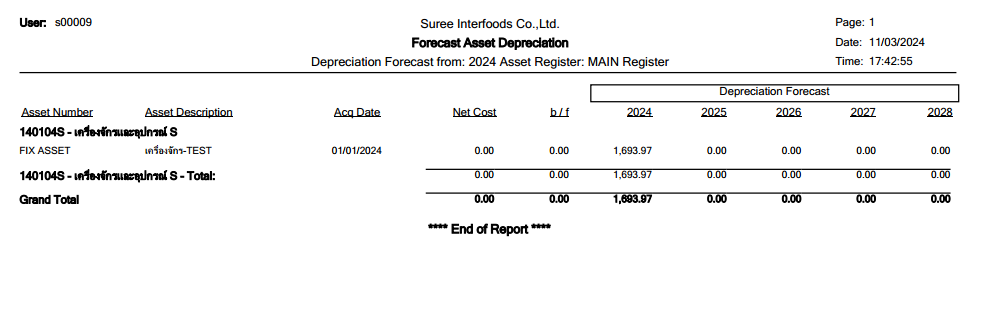 User: s00009 Suree Interfoods Co.,Ltd. Page: 1
Forecast Asset Depreciation Date: 11/03/2024
Depreciation Forecast from: 2024 Asset Register: MAIN Register Time: 17:42:55
Depreciation Forecast
Asset Number Asset Description Acq Date Net Cost b / f 2024 2025 2026 2027 2028
140104S - เครื่องจักรและอุปกรณ์ S
FIX ASSET เครื่องจักร-TEST 01/01/2024 0.00 0.00 1,693.97 0.00 0.00 0.00 0.00
140104S - เครื่องจักรและอุปกรณ์ S - Total: 0.00 0.00 1,693.97 0.00 0.00 0.00 0.00
Grand Total 0.00 0.00 1,693.97 0.00 0.00 0.00 0.00
**** End of Report ****